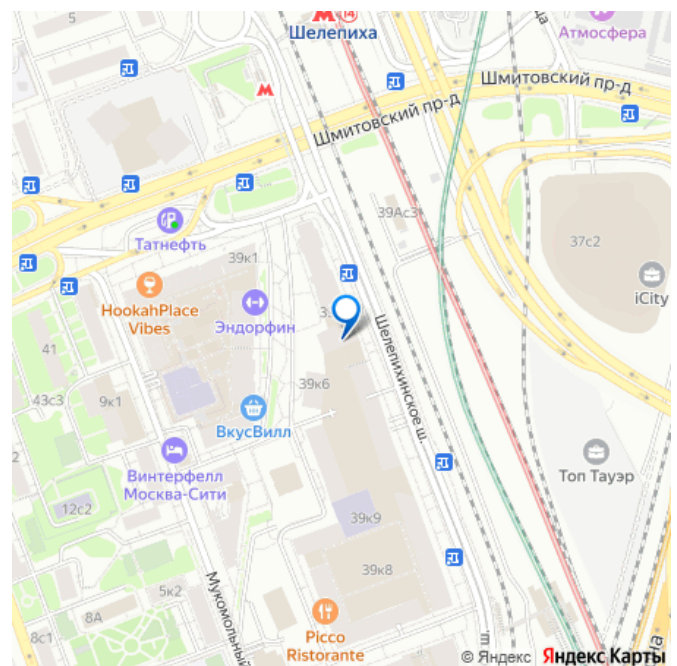 5
14
Шелепиха
Атмосфера
Шмитовский пр-д
Шмитовский пр-д
39Ас3
37с2
Татнефть
39к1
iCity
HookahPlace
Vibes
Эндорфин
Шелепихинское ш.
41
39к6
43с3
9к1
ВкусВилл
Винтерфелл
Москва-Сити
Топ Тауэр
12с2
39к9
39к8
5к2
8А
Мукомольный
8с1
Picco
Ristorante
ш.
© Яндекс
Яндекс Карты
На